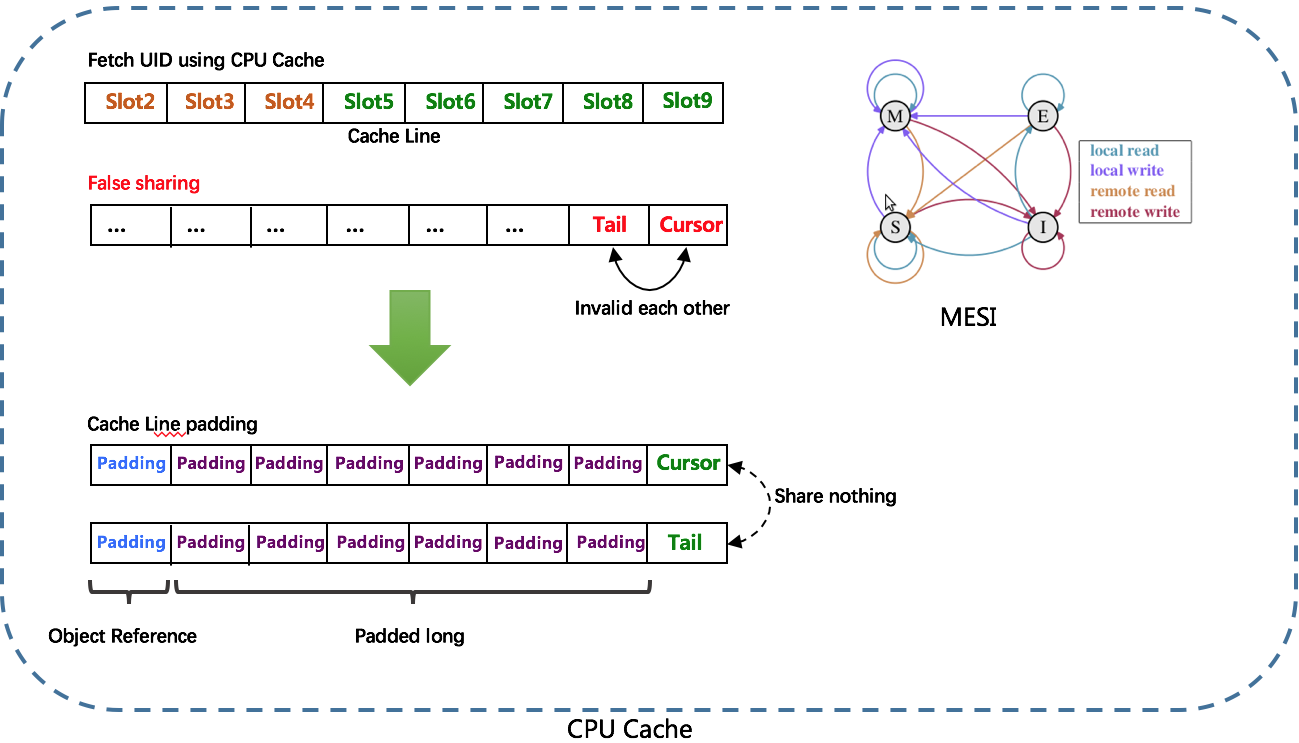 Fetch UID using CPU Cache
Slot2 Slot3 Slot4 Slot5 Slot6 Slot7 Slot8 Slot9
Cache Line
False sharing
... ... ... ... ... ... Tail Cursor
Invalid each other
M E
S I
local read
local write
remote read
remote write
MESI
Cache Line padding
Padding Padding Padding Padding Padding Padding Padding Cursor
Share nothing
Padding Padding Padding Padding Padding Padding Padding Tail
Object Reference Padded long
CPU Cache